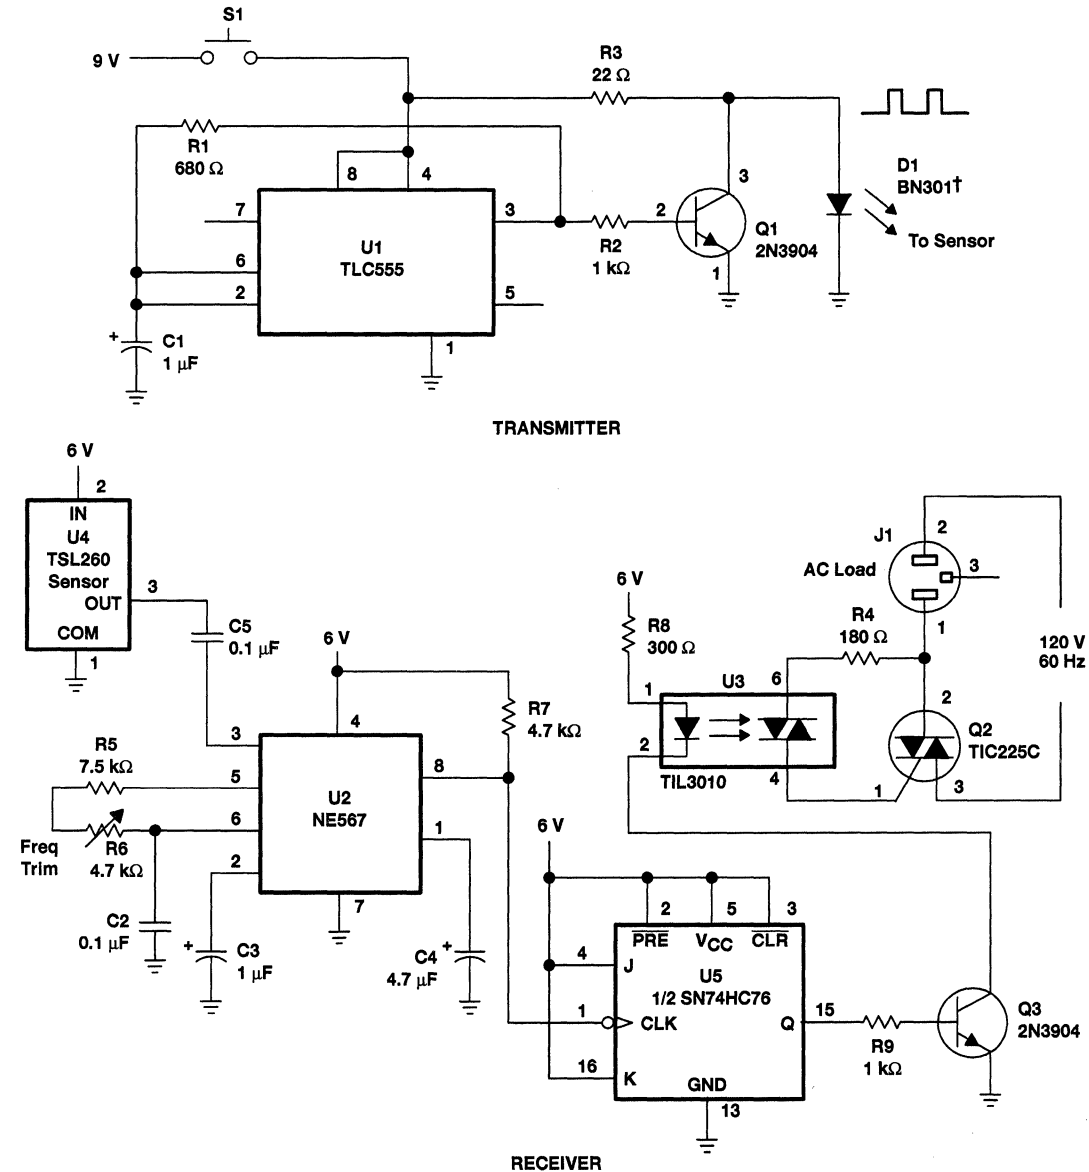 S1
9 V
R3
22 Ω
R1
680 Ω
8
4
D1
BN301†
To Sensor
7
6
2
U1
TLC555
3
5
1
R2
1 kΩ
2
3
1
Q1
2N3904
+
C1
1 μF
TRANSMITTER
6 V
2
IN
U4
TSL260
Sensor
OUT
COM
3
1
C5
0.1 μF
6 V
4
R7
4.7 kΩ
3
5
6
2
U2
NE567
8
1
7
R5
7.5 kΩ
R6
4.7 kΩ
Freq
Trim
C2
0.1 μF
+
C3
1 μF
C4
4.7 μF
+
6 V
R8
300 Ω
1
2
U3
TIL3010
6
4
R4
180 Ω
J1
AC Load
2
3
1
120 V
60 Hz
2
Q2
TIC225C
1
3
6 V
2
5
3
PRE
VCC
CLR
4
J
U5
1/2 SN74HC76
1
CLK
Q
15
16
K
GND
13
R9
1 kΩ
Q3
2N3904
RECEIVER